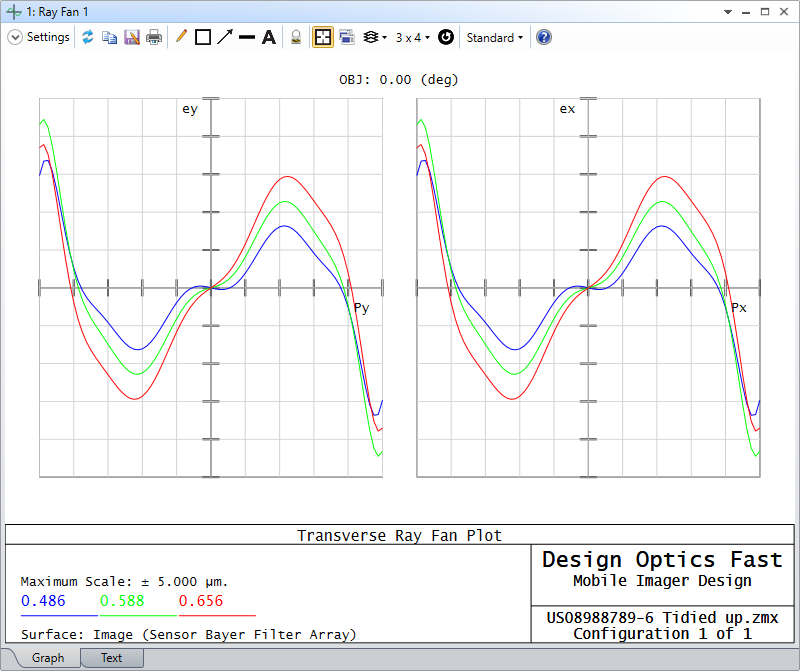 1: Ray Fan 1
Settings
3 x 4
Standard
OBJ: 0.00 (deg)
ey
Py
ex
Px
Transverse Ray Fan Plot
Maximum Scale: ± 5.000 µm.
0.486 0.588 0.656
Surface: Image (Sensor Bayer Filter Array)
Design Optics Fast
Mobile Imager Design
US08988789-6 Tidied up.zmx
Configuration 1 of 1
Graph
Text